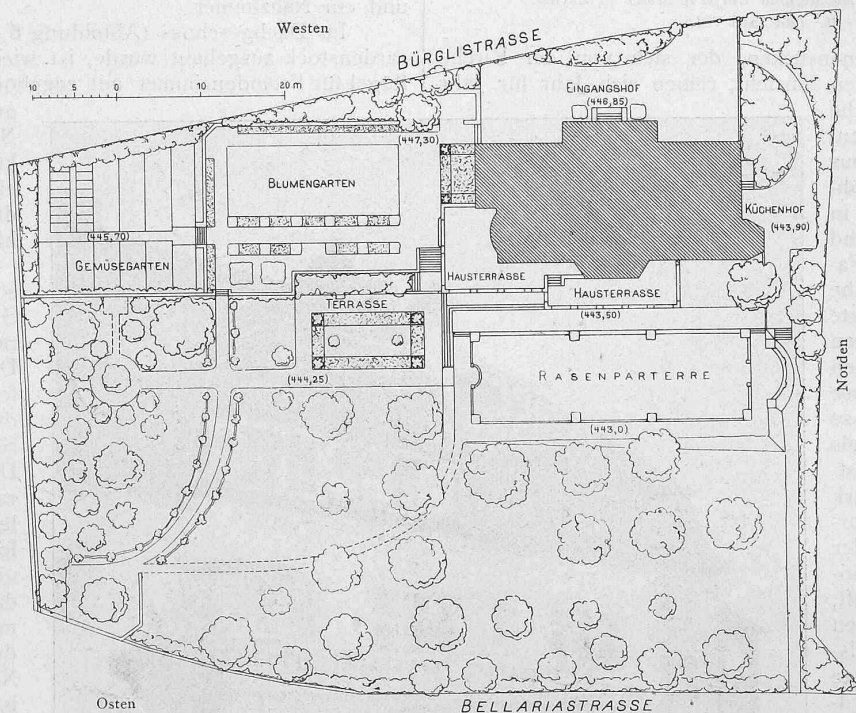 Westen
BÜRGLISTRASSE
10 5 0 10 20 m
EINGANGSHOF
(446,85)
(447,30)
BLUMENGARTEN
KÜCHENHOF
(443,90)
(445,70)
GEMÜSEGARTEN
HAUSTERRASSE
HAUSTERRASSE
TERRASSE
(443,50)
Norden
RASENPARTERRE
(444,25)
(443,0)
Osten
BELLARIASTRASSE